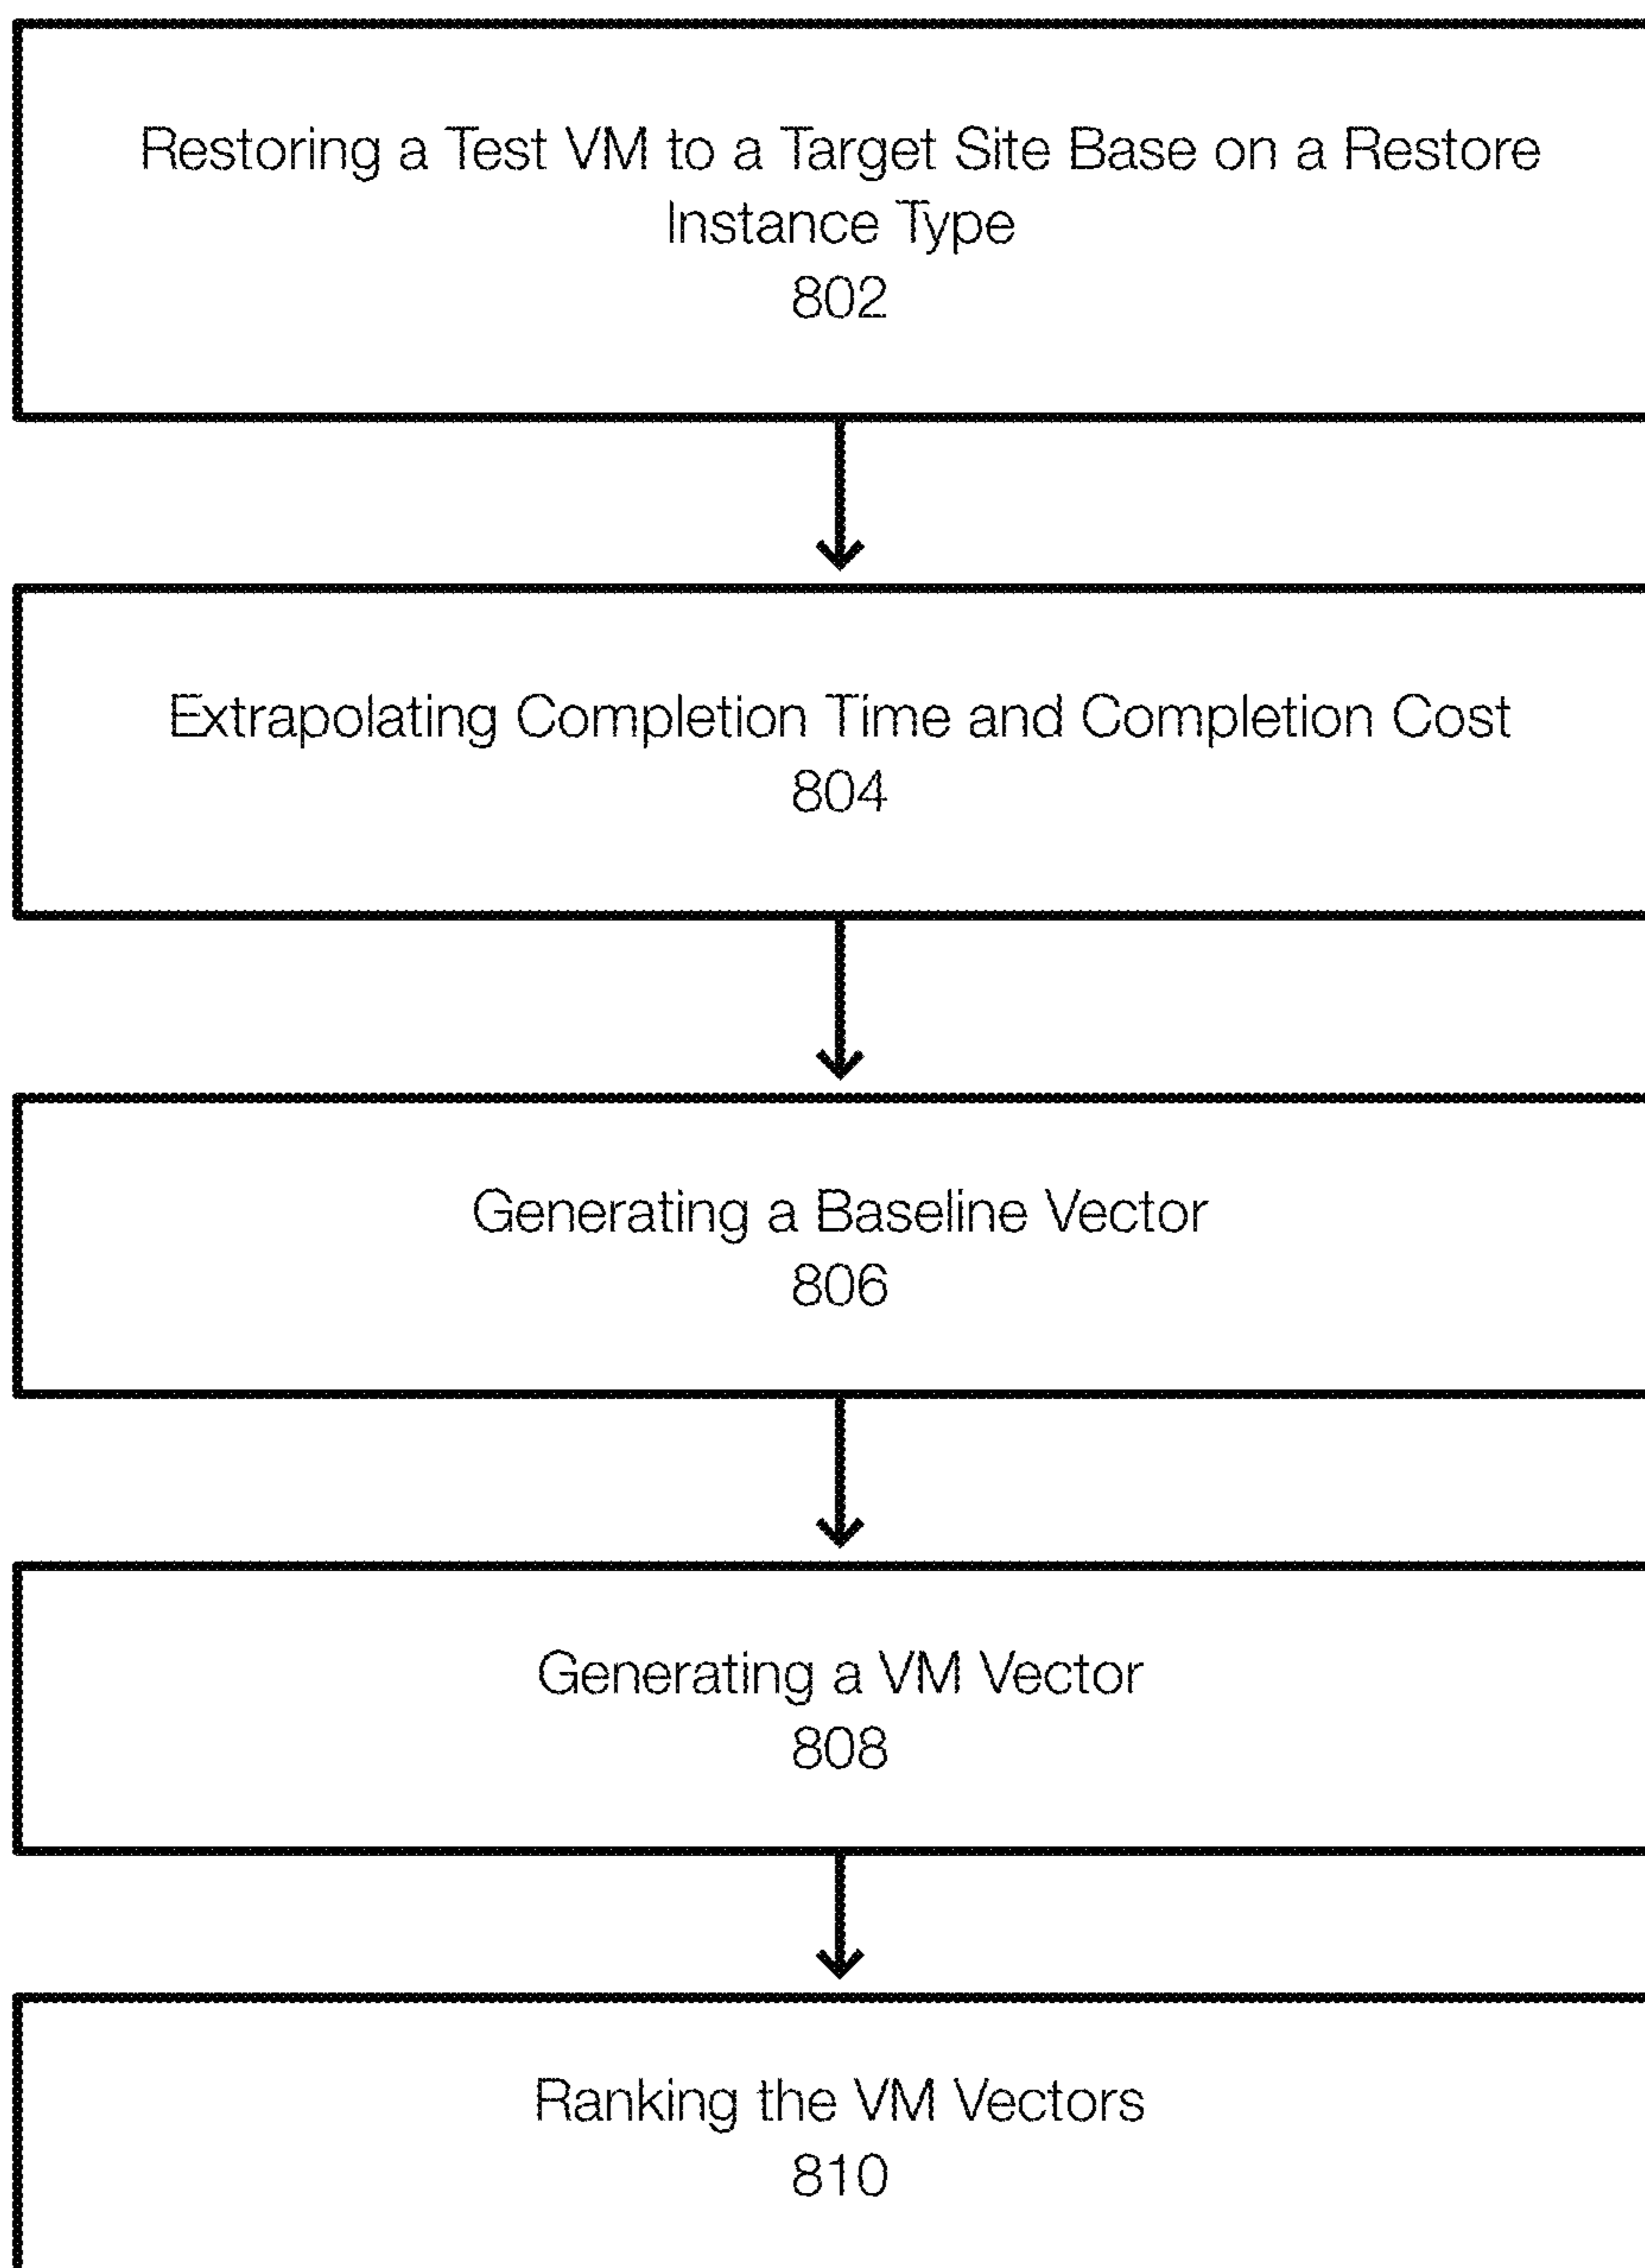 Restoring a Test VM to a Target Site Base on a Restore
Instance Type
802
Extrapolating Completion Time and Completion Cost
804
Generating a Baseline Vector
806
Generating a VM Vector
808
Ranking the VM Vectors
810